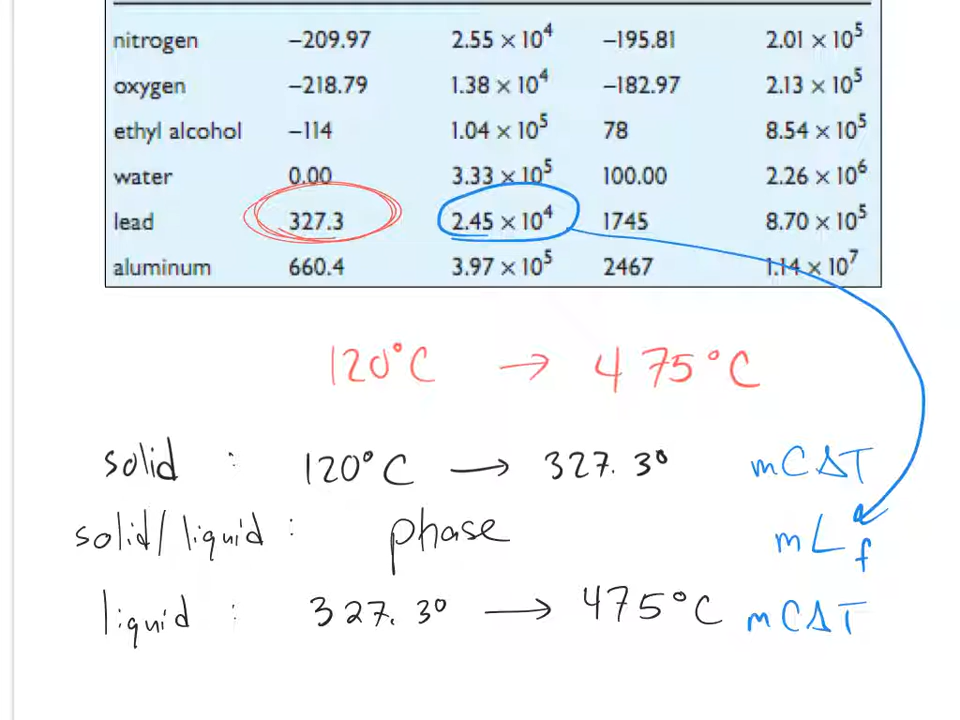 nitrogen −209.97 2.55 × 10⁴ −195.81 2.01 × 10⁵
oxygen −218.79 1.38 × 10⁴ −182.97 2.13 × 10⁵
ethyl alcohol −114 1.04 × 10⁵ 78 8.54 × 10⁵
water 0.00 3.33 × 10⁵ 100.00 2.26 × 10⁶
lead 327.3 2.45 × 10⁴ 1745 8.70 × 10⁵
aluminum 660.4 3.97 × 10⁵ 2467 1.14 × 10⁷
120°C → 475°C
solid : 120°C → 327.3° mCΔT
solid/liquid : phase mL_f
liquid : 327.3° → 475°C mCΔT